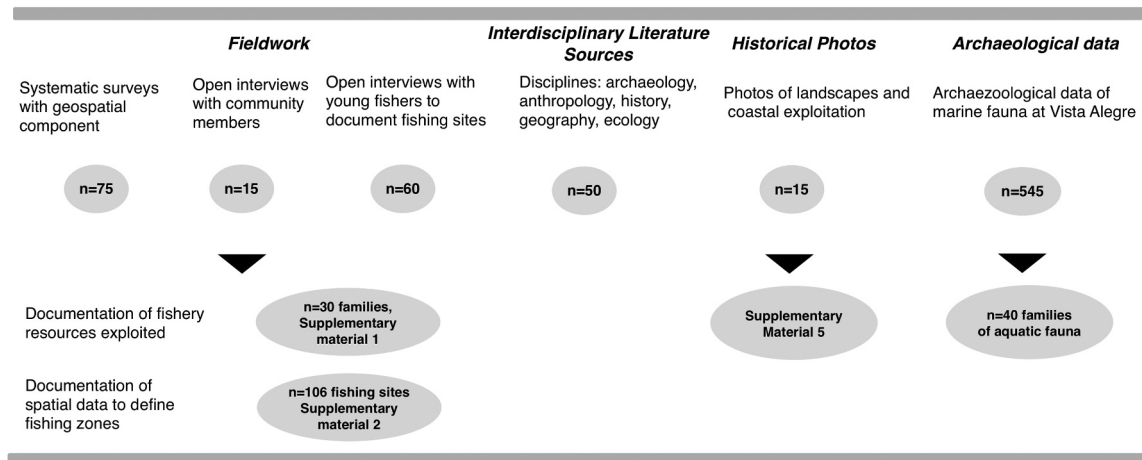 Fieldwork
Interdisciplinary Literature
Sources
Historical Photos
Archaeological data
Systematic surveys
with geospatial
component
Open interviews
with community
members
Open interviews with
young fishers to
document fishing sites
Disciplines: archaeology,
anthropology, history,
geography, ecology
Photos of landscapes and
coastal exploitation
Archaezoological data of
marine fauna at Vista Alegre
n=75
n=15
n=60
n=50
n=15
n=545
Documentation of fishery
resources exploited
n=30 families,
Supplementary
material 1
Supplementary
Material 5
n=40 families
of aquatic fauna
Documentation of
spatial data to define
fishing zones
n=106 fishing sites
Supplementary
material 2